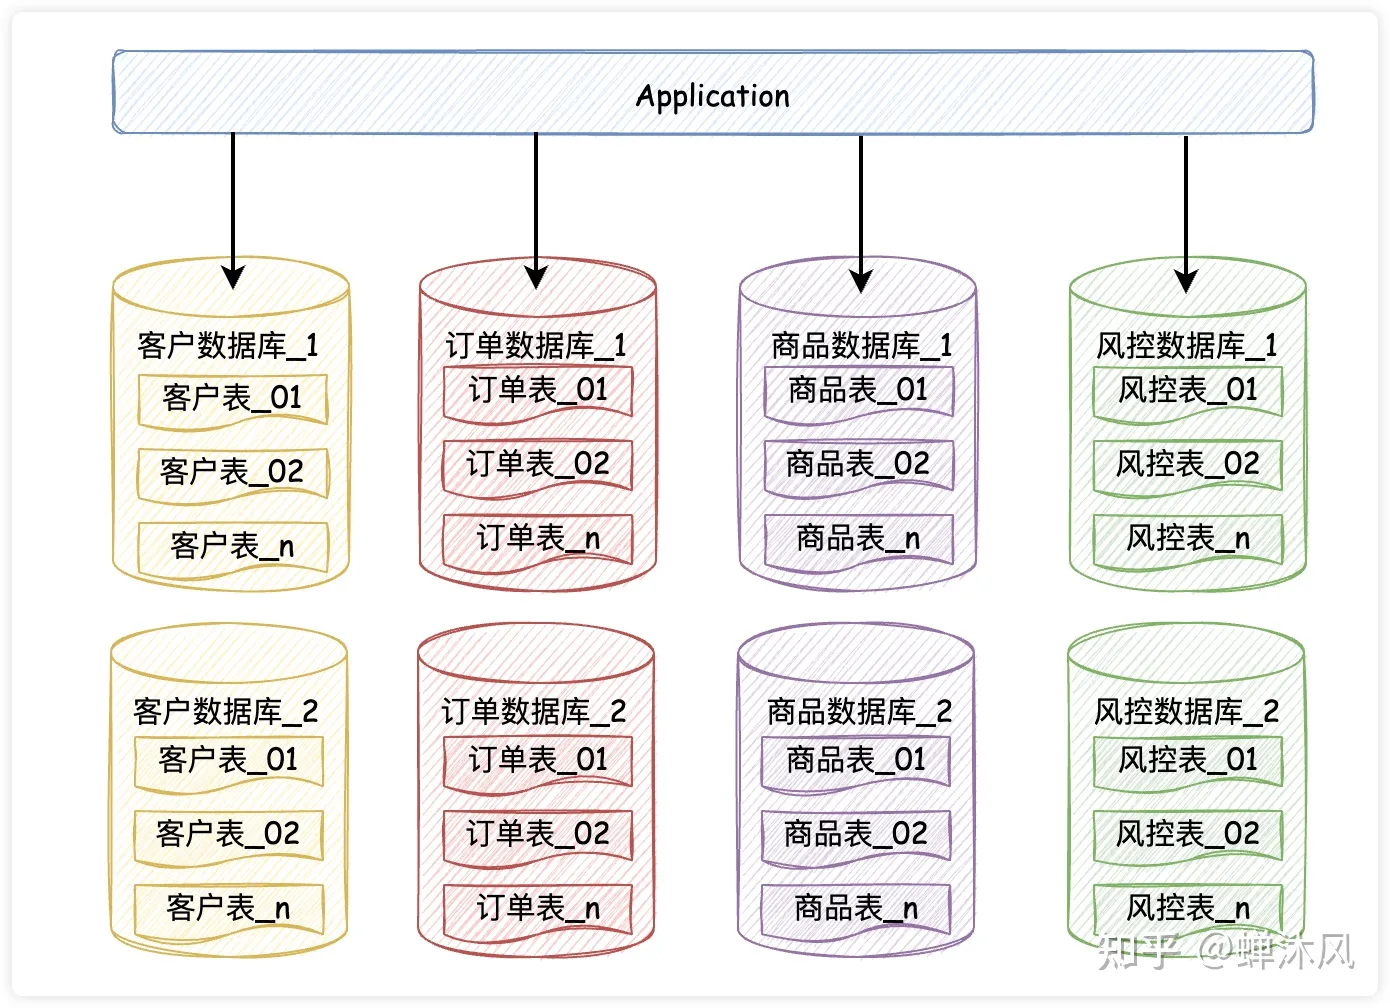 Application
客户数据库_1
客户表_01
客户表_02
客户表_n
订单数据库_1
订单表_01
订单表_02
订单表_n
商品数据库_1
商品表_01
商品表_02
商品表_n
风控数据库_1
风控表_01
风控表_02
风控表_n
客户数据库_2
客户表_01
客户表_02
客户表_n
订单数据库_2
订单表_01
订单表_02
订单表_n
商品数据库_2
商品表_01
商品表_02
商品表_n
风控数据库_2
风控表_01
风控表_02
风控表_n
知乎 @蝉沐风